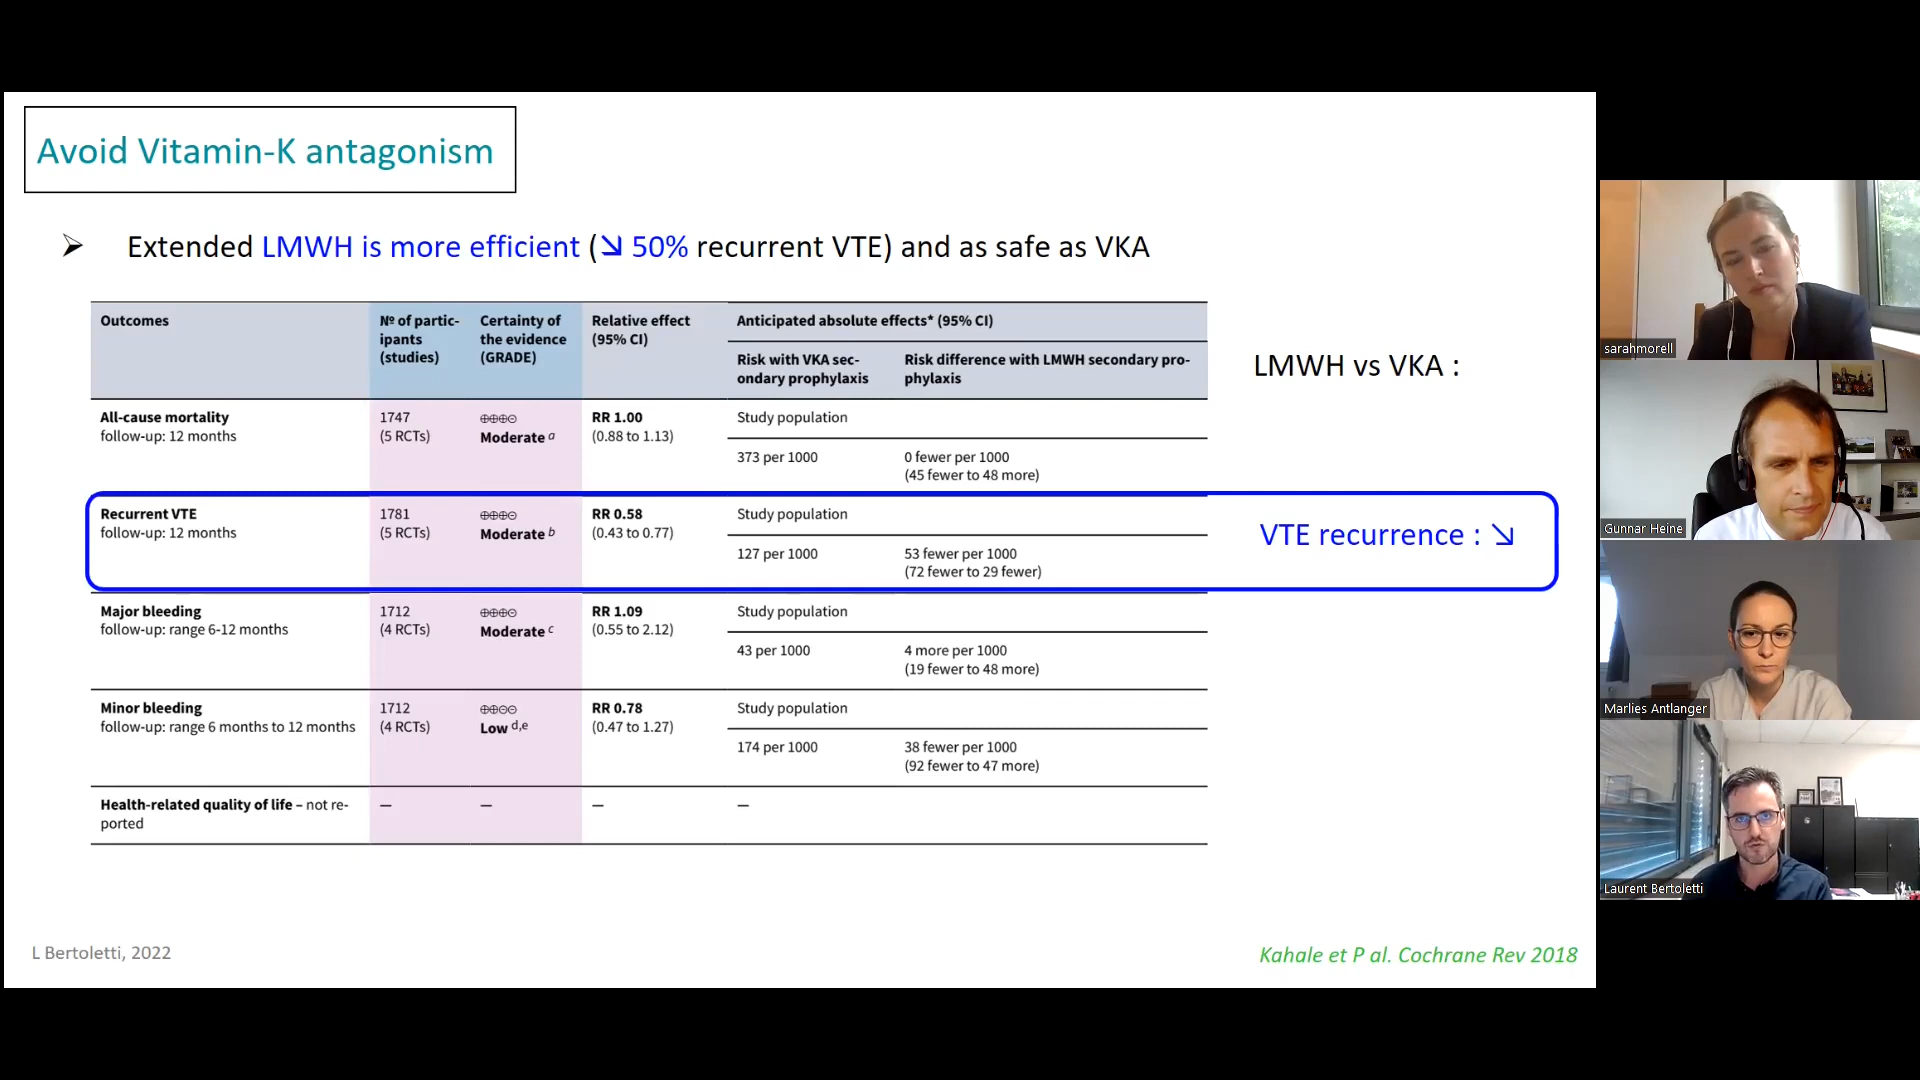 Avoid Vitamin-K antagonism
➢ Extended LMWH is more efficient (↘ 50% recurrent VTE) and as safe as VKA
Outcomes
№ of partic-
ipants
(studies)
Certainty of
the evidence
(GRADE)
Relative effect
(95% CI)
Anticipated absolute effects* (95% CI)
Risk with VKA sec-
ondary prophylaxis
Risk difference with LMWH secondary pro-
phylaxis
LMWH vs VKA :
All-cause mortality
follow-up: 12 months
1747
(5 RCTs)
⊕⊕⊕⊝
Moderate a
RR 1.00
(0.88 to 1.13)
Study population
373 per 1000
0 fewer per 1000
(45 fewer to 48 more)
Recurrent VTE
follow-up: 12 months
1781
(5 RCTs)
⊕⊕⊕⊝
Moderate b
RR 0.58
(0.43 to 0.77)
Study population
127 per 1000
53 fewer per 1000
(72 fewer to 29 fewer)
VTE recurrence : ↘
Major bleeding
follow-up: range 6-12 months
1712
(4 RCTs)
⊕⊕⊕⊝
Moderate c
RR 1.09
(0.55 to 2.12)
Study population
43 per 1000
4 more per 1000
(19 fewer to 48 more)
Minor bleeding
follow-up: range 6 months to 12 months
1712
(4 RCTs)
⊕⊕⊝⊝
Low d,e
RR 0.78
(0.47 to 1.27)
Study population
174 per 1000
38 fewer per 1000
(92 fewer to 47 more)
Health-related quality of life – not re-
ported
—
—
—
—
L Bertoletti, 2022
Kahale et P al. Cochrane Rev 2018
sarahmorell
Gunnar Heine
Marlies Antlanger
Laurent Bertoletti